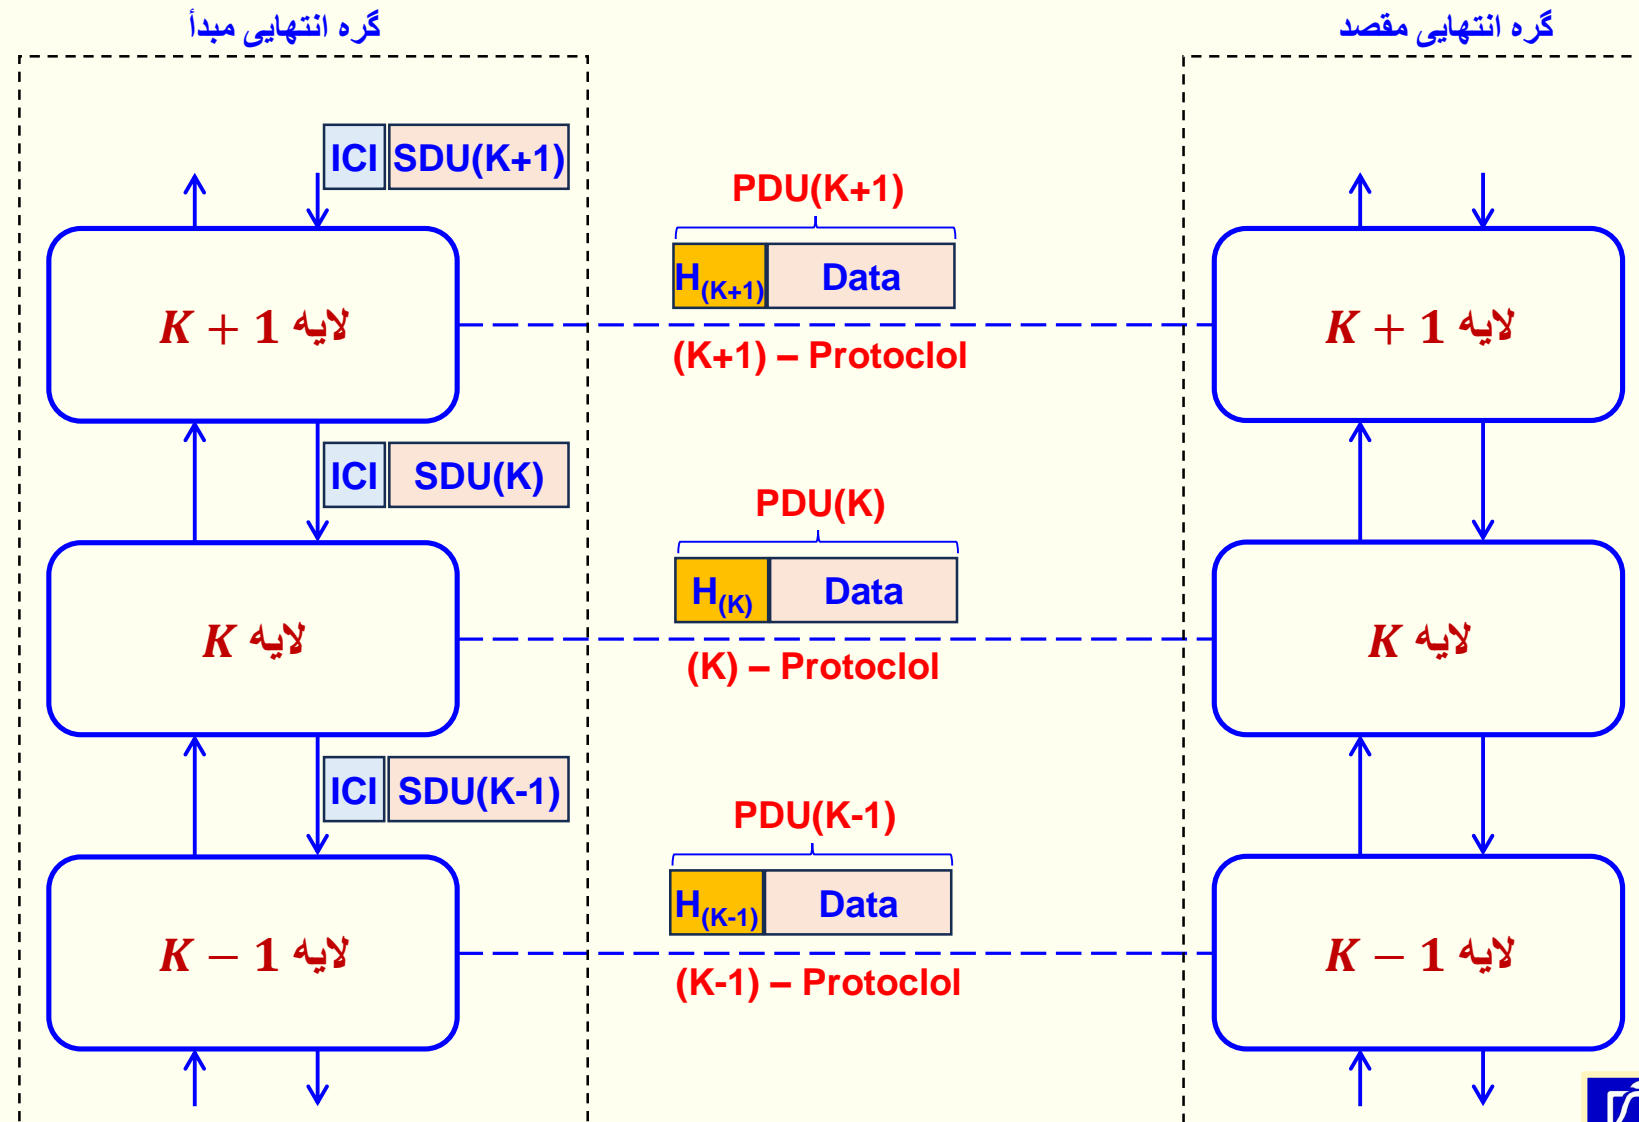 گره انتهایی مبدأ
گره انتهایی مقصد
ICI SDU(K+1)
PDU(K+1)
H(K+1) Data
لایه K + 1
(K+1) – Protoclol
لایه K + 1
ICI SDU(K)
PDU(K)
H(K) Data
لایه K
(K) – Protoclol
لایه K
ICI SDU(K-1)
PDU(K-1)
H(K-1) Data
لایه K − 1
(K-1) – Protoclol
لایه K − 1